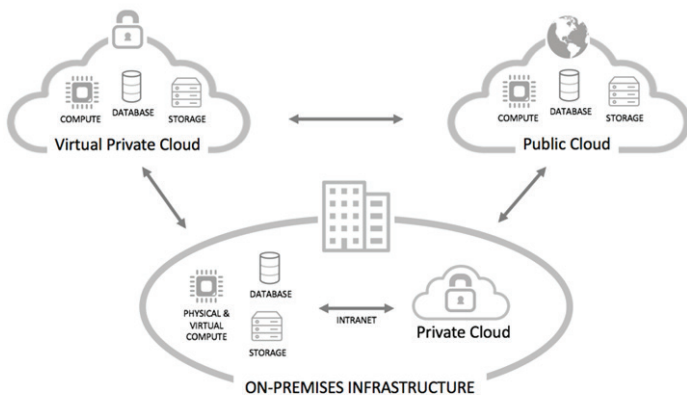 COMPUTE
DATABASE
STORAGE
Virtual Private Cloud
COMPUTE
DATABASE
STORAGE
Public Cloud
PHYSICAL &
VIRTUAL
COMPUTE
DATABASE
STORAGE
INTRANET
Private Cloud
ON-PREMISES INFRASTRUCTURE